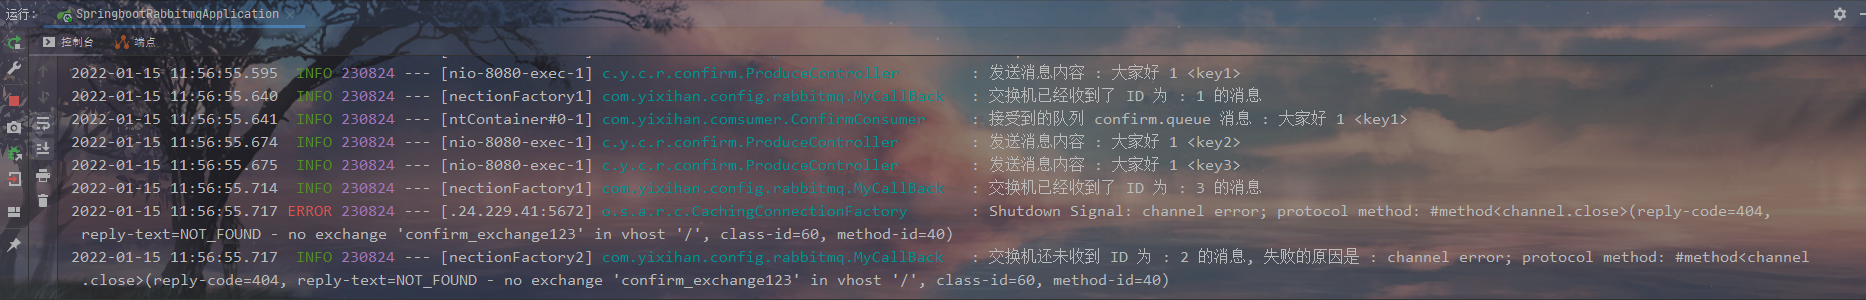 运行: SpringbootRabbitmqApplication
控制台 端点
2022-01-15 11:56:55.595 INFO 230824 --- [nio-8080-exec-1] c.y.c.r.confirm.ProduceController : 发送消息内容 : 大家好 1 <key1>
2022-01-15 11:56:55.640 INFO 230824 --- [nectionFactory1] com.yixihan.config.rabbitmq.MyCallBack : 交换机已经收到了 ID 为 : 1 的消息
2022-01-15 11:56:55.641 INFO 230824 --- [ntContainer#0-1] com.yixihan.comsumer.ConfirmConsumer : 接受到的队列 confirm.queue 消息 : 大家好 1 <key1>
2022-01-15 11:56:55.674 INFO 230824 --- [nio-8080-exec-1] c.y.c.r.confirm.ProduceController : 发送消息内容 : 大家好 1 <key2>
2022-01-15 11:56:55.675 INFO 230824 --- [nio-8080-exec-1] c.y.c.r.confirm.ProduceController : 发送消息内容 : 大家好 1 <key3>
2022-01-15 11:56:55.714 INFO 230824 --- [nectionFactory1] com.yixihan.config.rabbitmq.MyCallBack : 交换机已经收到了 ID 为 : 3 的消息
2022-01-15 11:56:55.717 ERROR 230824 --- [.24.229.41:5672] o.s.a.r.c.CachingConnectionFactory : Shutdown Signal: channel error; protocol method: #method<channel.close>(reply-code=404,
reply-text=NOT_FOUND - no exchange 'confirm_exchange123' in vhost '/', class-id=60, method-id=40)
2022-01-15 11:56:55.717 INFO 230824 --- [nectionFactory2] com.yixihan.config.rabbitmq.MyCallBack : 交换机还未收到 ID 为 : 2 的消息, 失败的原因是 : channel error; protocol method: #method<channel
.close>(reply-code=404, reply-text=NOT_FOUND - no exchange 'confirm_exchange123' in vhost '/', class-id=60, method-id=40)